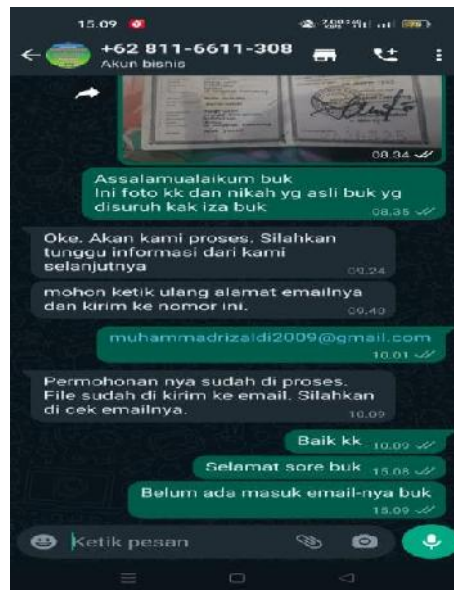 15.09
+62 811-6611-308
Akun bisnis
08.34
Assalamualaikum buk
Ini foto kk dan nikah yg asli buk yg
disuruh kak iza buk
08.35
Oke. Akan kami proses. Silahkan
tunggu informasi dari kami
selanjutnya
09.24
mohon ketik ulang alamat emailnya
dan kirim ke nomor ini.
09.40
muhammadrizaldi2009@gmail.com
10.01
Permohonan nya sudah di proses.
File sudah di kirim ke email. Silahkan
di cek emailnya.
10.09
Baik kk
10.09
Selamat sore buk
15.08
Belum ada masuk email-nya buk
15.09
Ketik pesan